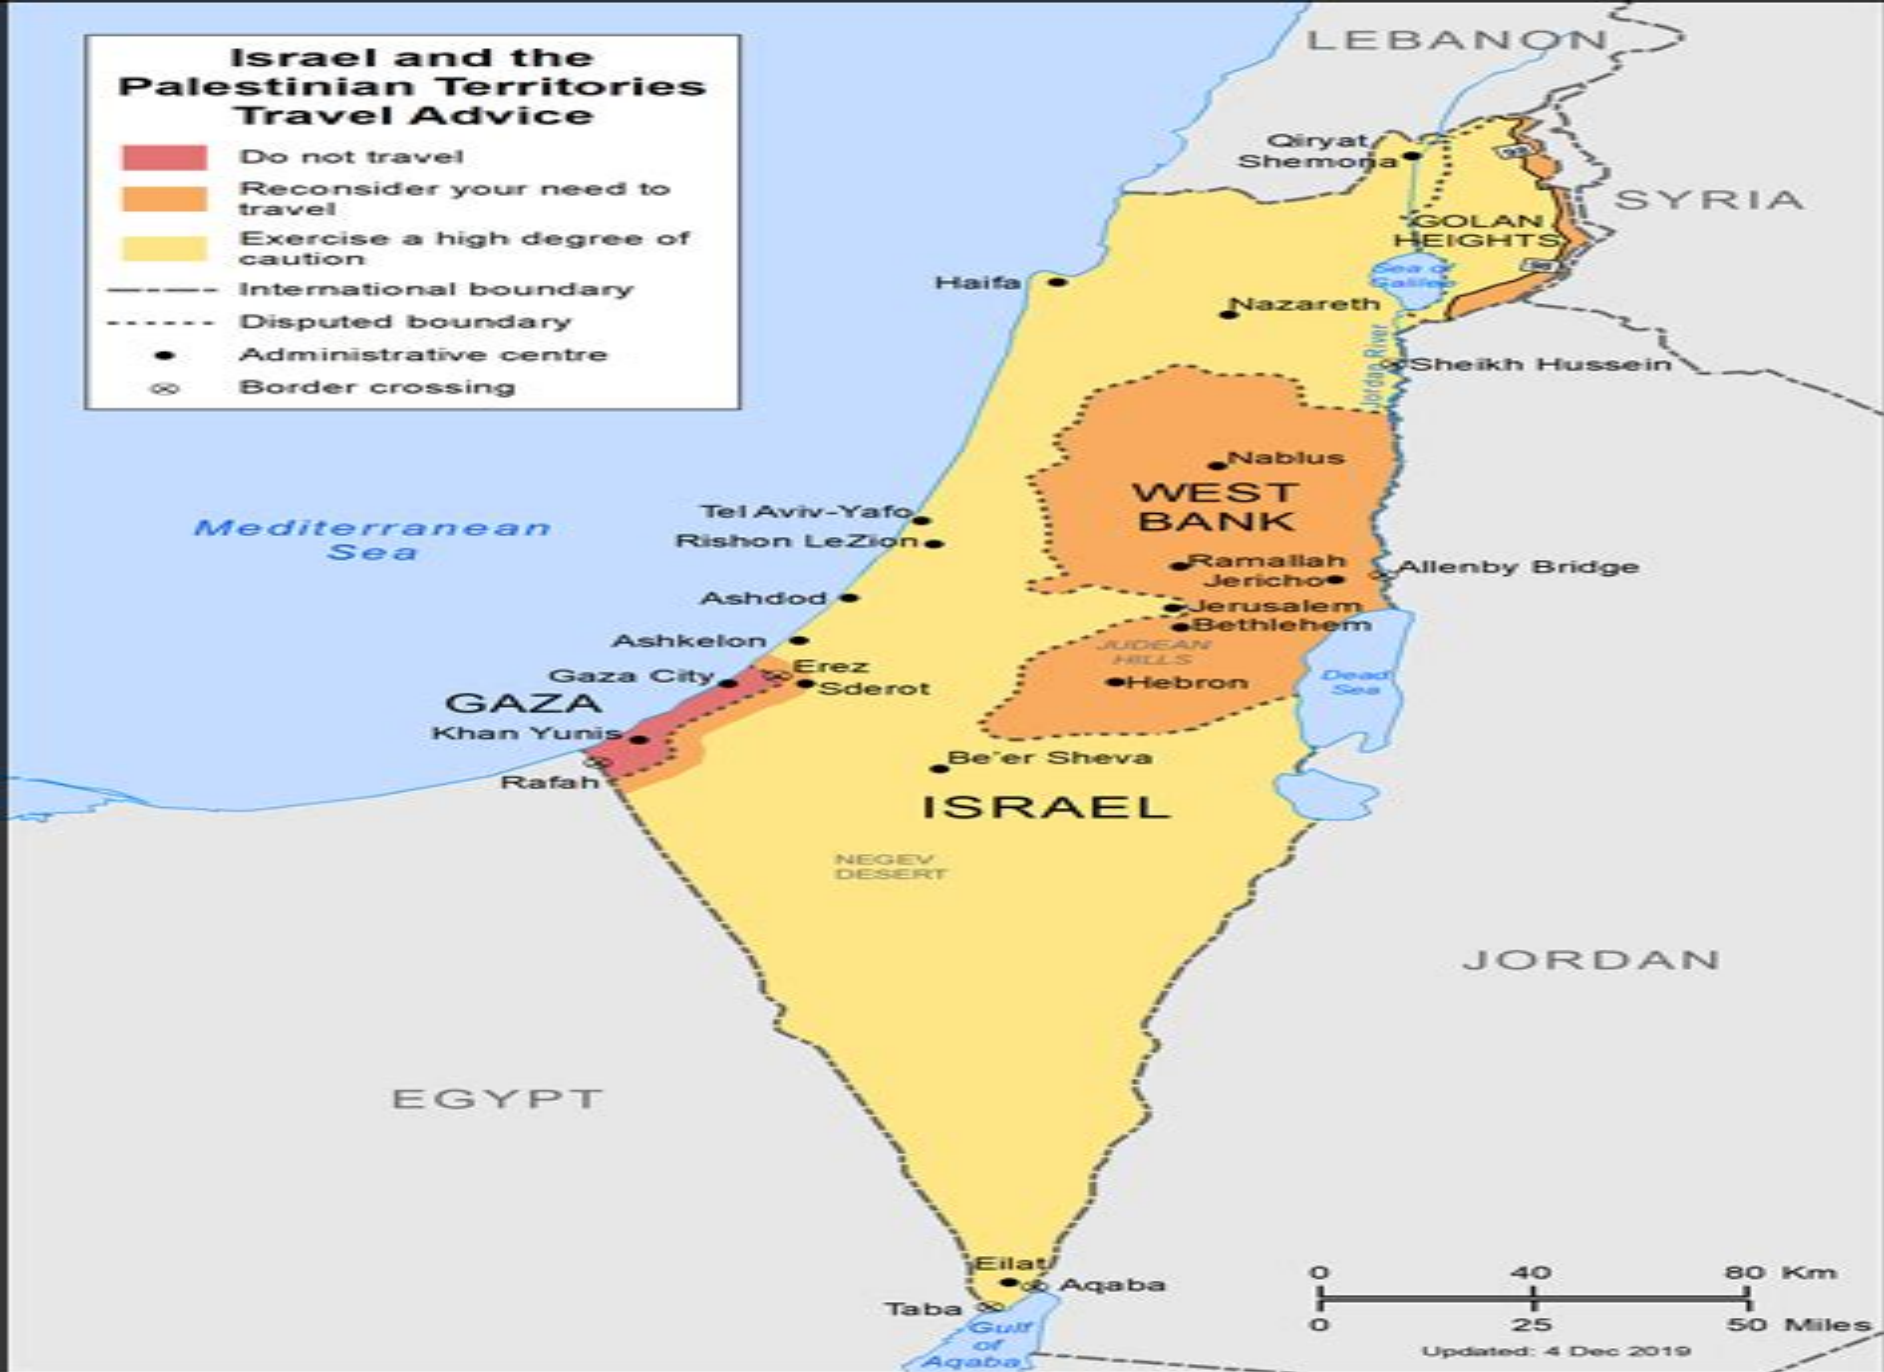 Israel and the
Palestinian Territories
Travel Advice
Do not travel
Reconsider your need to
travel
Exercise a high degree of
caution
International boundary
Disputed boundary
Administrative centre
Border crossing
LEBANON
Qiryat
Shemona
SYRIA
GOLAN
HEIGHTS
98
98
Sea of
Galilee
Haifa
Nazareth
Jordan River
Sheikh Hussein
Nablus
WEST
BANK
Mediterranean
Sea
Tel Aviv-Yafo
Rishon LeZion
Ramallah
Jericho
Allenby Bridge
Ashdod
Jerusalem
Bethlehem
Ashkelon
JUDEAN
HILLS
Erez
Gaza City
Sderot
Hebron
Dead
Sea
GAZA
Khan Yunis
Be'er Sheva
Rafah
ISRAEL
NEGEV
DESERT
JORDAN
EGYPT
Eilat
Aqaba
Taba
Gulf
of
Aqaba
0 40 80 Km
0 25 50 Miles
Updated: 4 Dec 2019